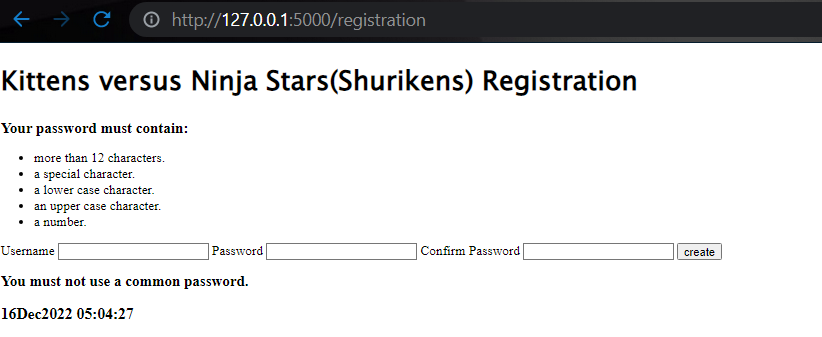 http://127.0.0.1:5000/registration
Kittens versus Ninja Stars(Shurikens) Registration
Your password must contain:
more than 12 characters.
a special character.
a lower case character.
an upper case character.
a number.
Username Password Confirm Password create
You must not use a common password.
16Dec2022 05:04:27